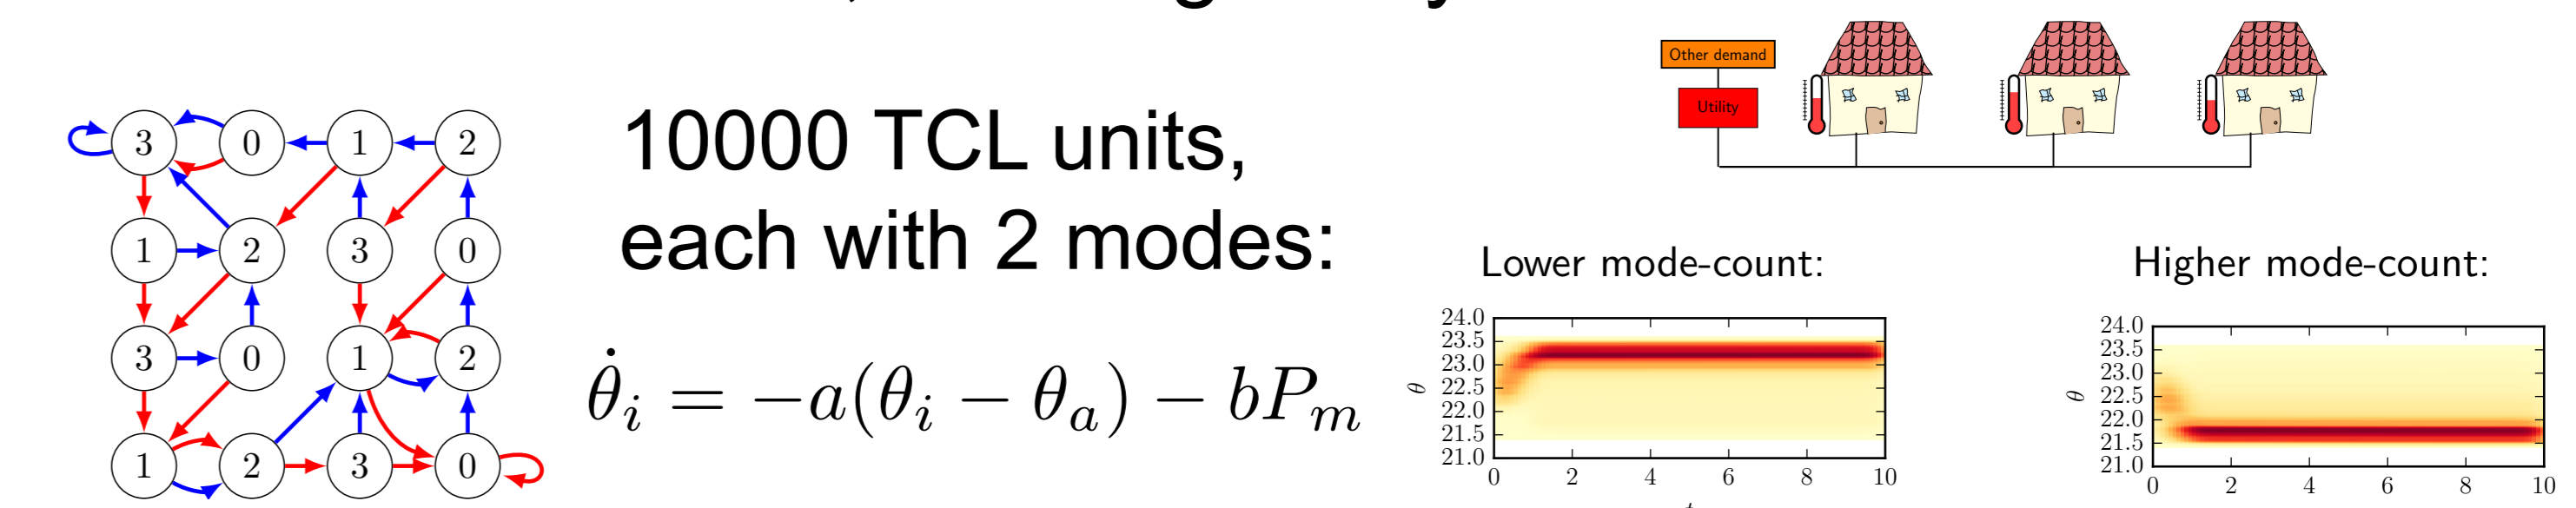 3 0 1 2
1 2 3 0
3 0 1 2
1 2 3 0
10000 TCL units,
each with 2 modes:
θ̇ᵢ = −a(θᵢ − θₐ) − bPₘ
Other demand
Utility
Lower mode-count:
24.0
23.5
23.0
22.5
22.0
21.5
21.0
θ
0 2 4 6 8 10
Higher mode-count:
24.0
23.5
23.0
22.5
22.0
21.5
21.0
θ
0 2 4 6 8 10